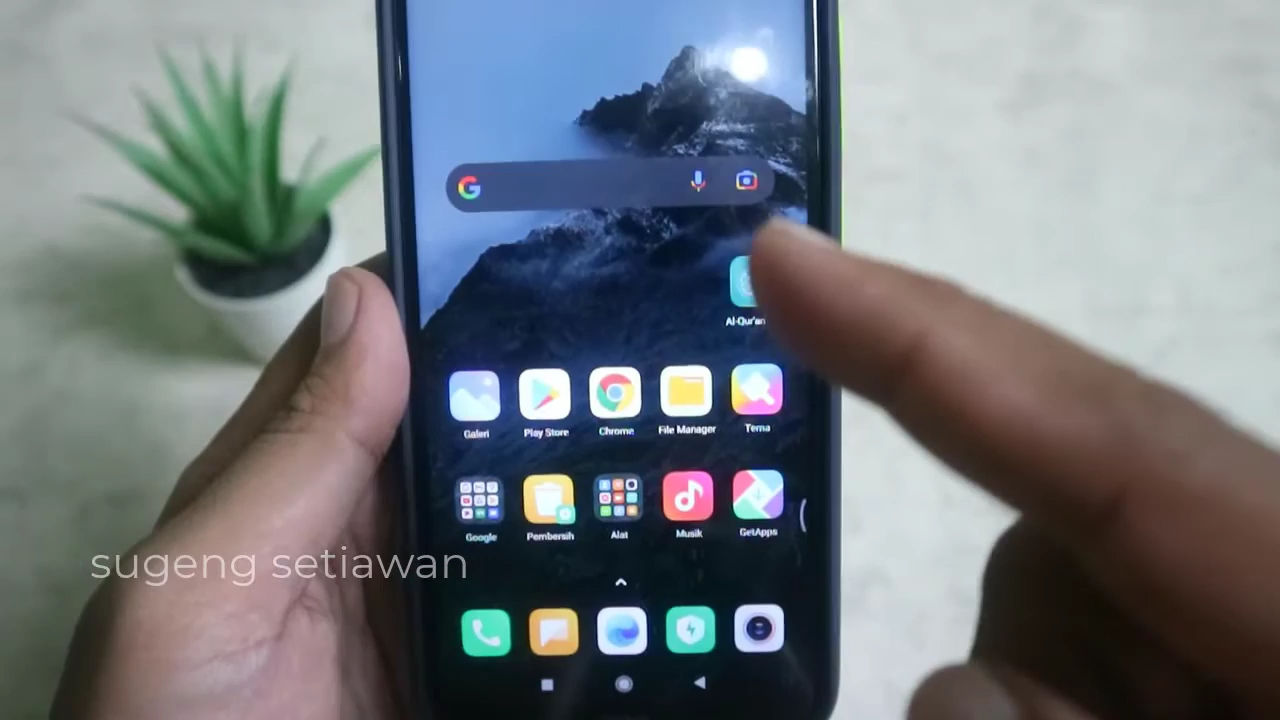 G
Al-Qur'an
Galeri Play Store Chrome File Manager Tema
Google Pembersih Alat Musik GetApps
sugeng setiawan